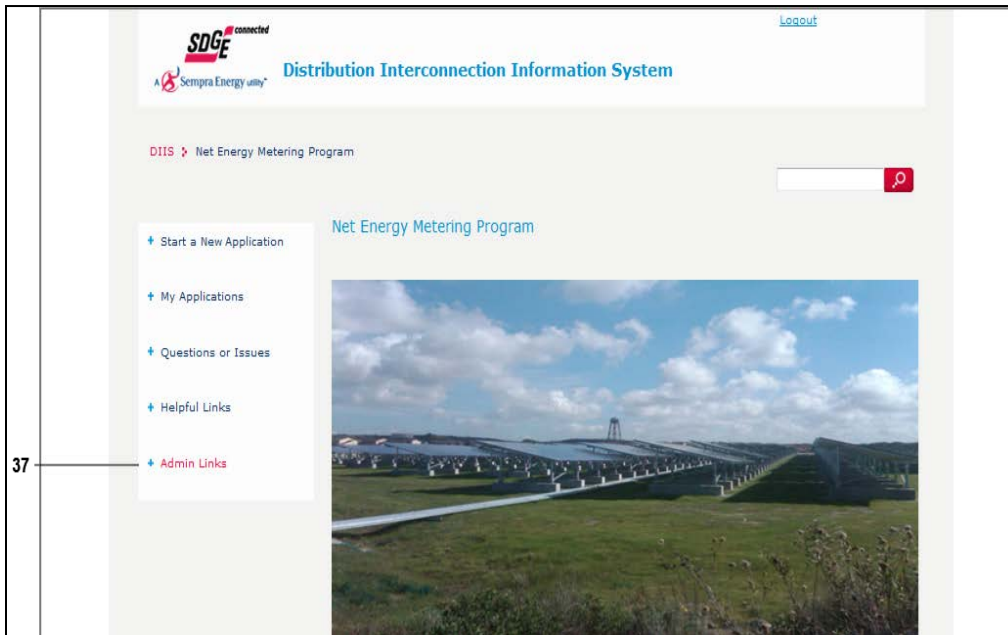 Logout
connected
SDGE
A Sempra Energy utility™
Distribution Interconnection Information System
DIIS Net Energy Metering Program
Net Energy Metering Program
+ Start a New Application
+ My Applications
+ Questions or Issues
+ Helpful Links
37
+ Admin Links